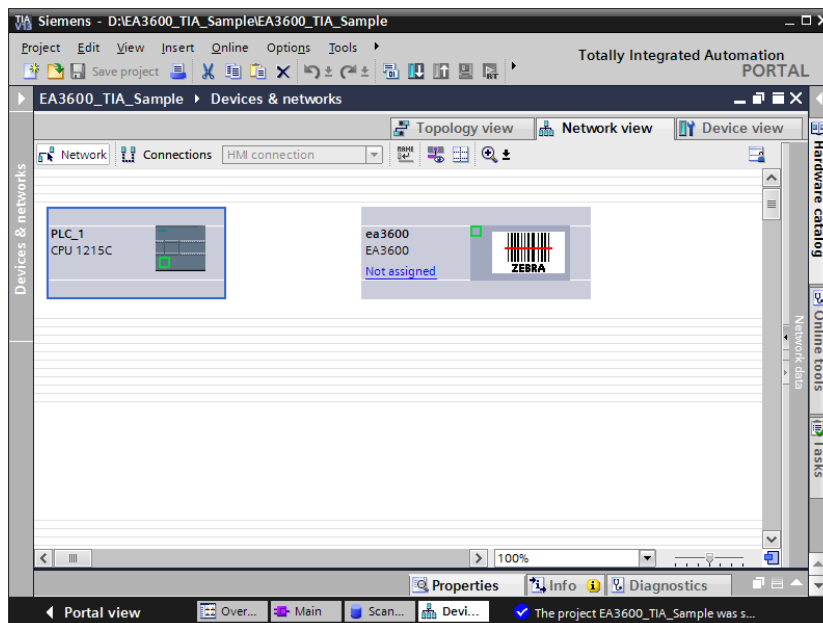 TIA
V13
Siemens - D:\EA3600_TIA_Sample\EA3600_TIA_Sample
Project Edit View Insert Online Options Tools
Totally Integrated Automation
PORTAL
Save project
EA3600_TIA_Sample Devices & networks
Topology view Network view Device view
Network Connections HMI connection
PLC_1
CPU 1215C
ea3600
EA3600
Not assigned
ZEBRA
Devices & networks
Network data
Hardware catalog
Online tools
Tasks
100%
Properties Info Diagnostics
Portal view Over... Main Scan... Devi... The project EA3600_TIA_Sample was s...